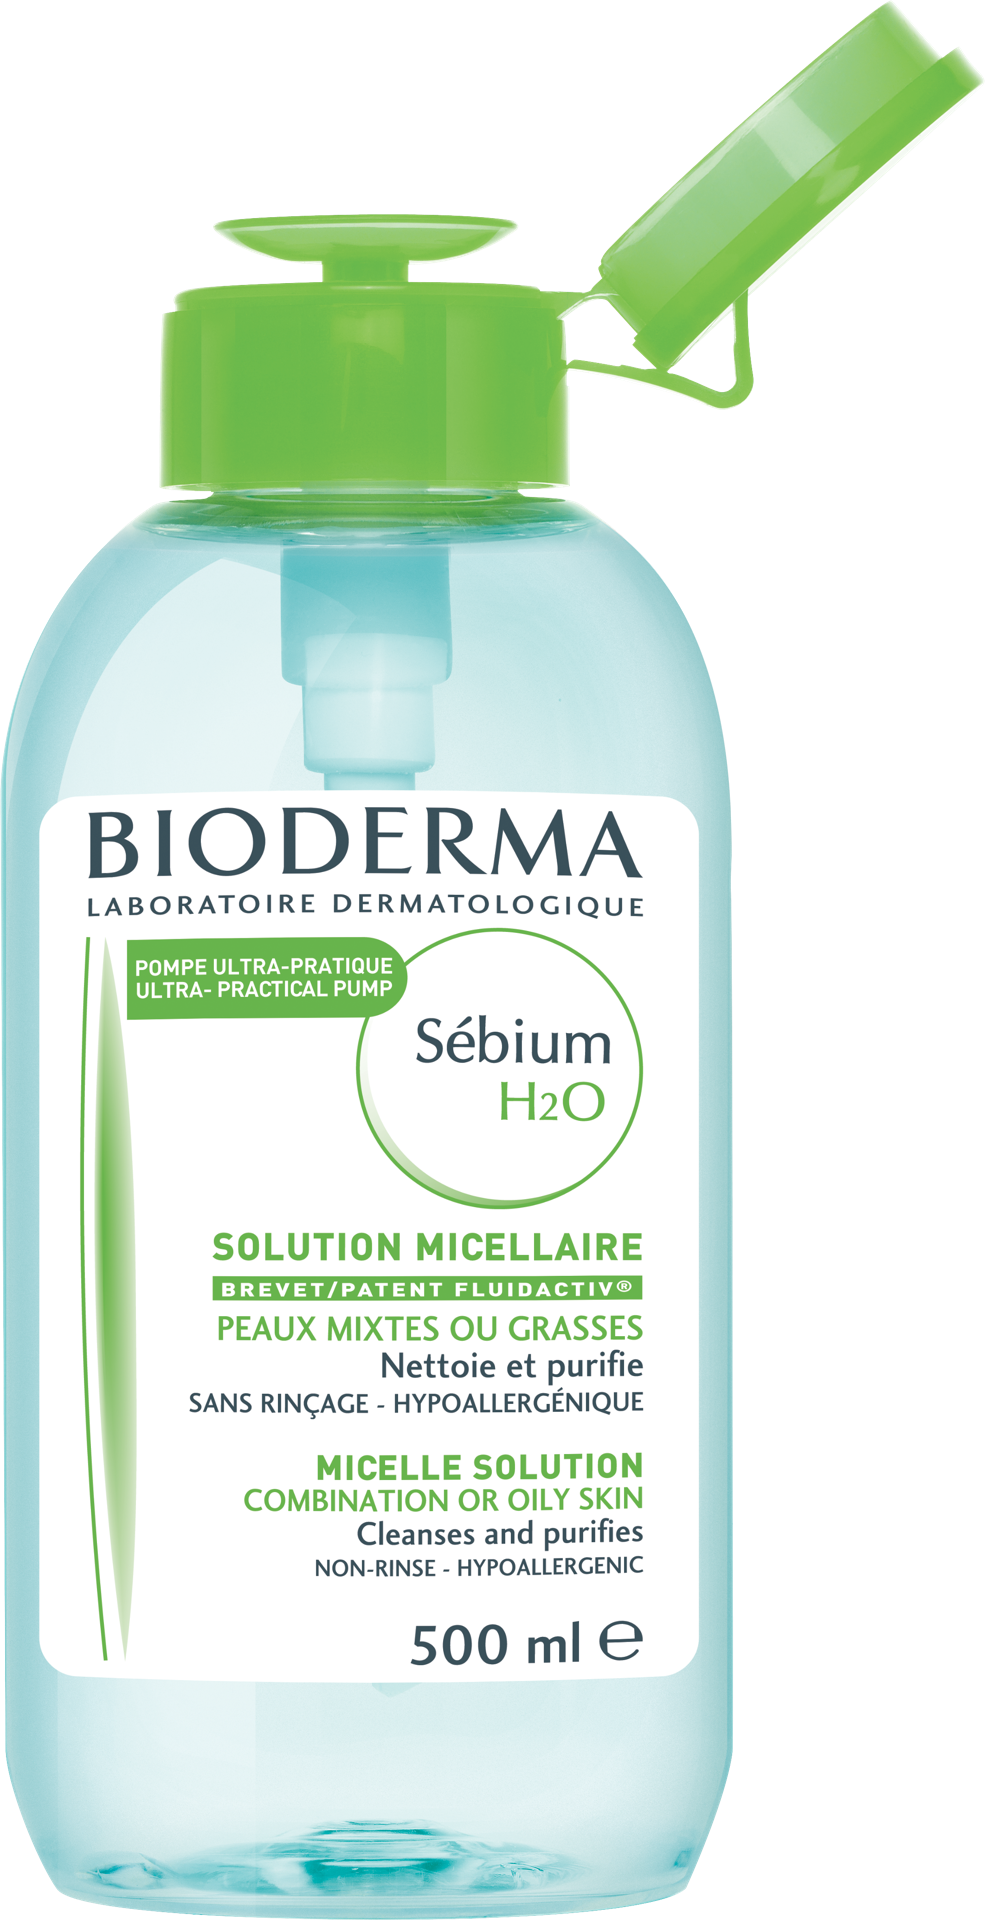 BIODERMA
LABORATOIRE DERMATOLOGIQUE
POMPE ULTRA-PRATIQUE
ULTRA- PRACTICAL PUMP
Sébium
H2O
SOLUTION MICELLAIRE
BREVET/PATENT FLUIDACTIV®
PEAUX MIXTES OU GRASSES
Nettoie et purifie
SANS RINÇAGE - HYPOALLERGÉNIQUE
MICELLE SOLUTION
COMBINATION OR OILY SKIN
Cleanses and purifies
NON-RINSE - HYPOALLERGENIC
500 ml ℮